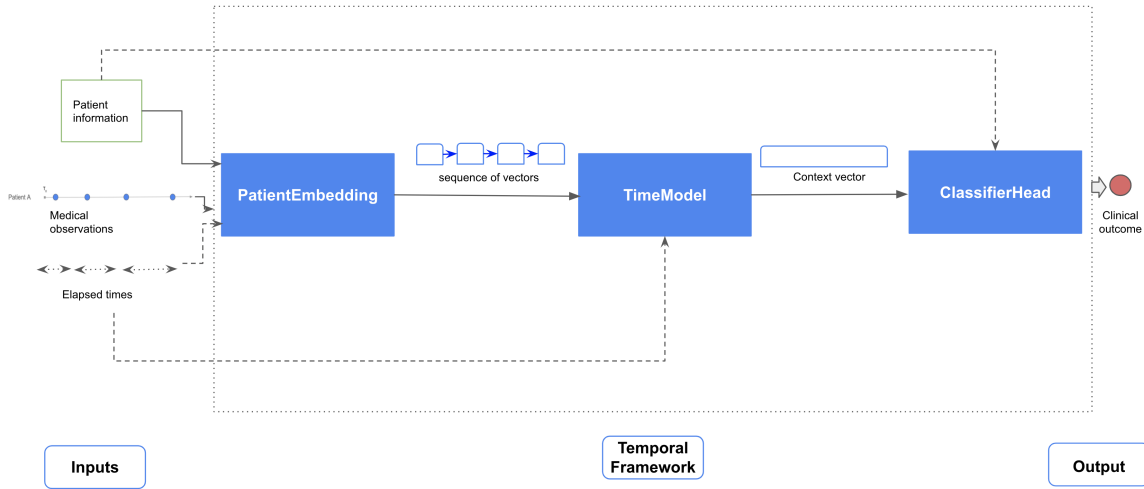 Patient
information
Patient A
Medical
observations
Elapsed times
PatientEmbedding
sequence of vectors
TimeModel
Context vector
ClassifierHead
Clinical
outcome
Inputs
Temporal
Framework
Output